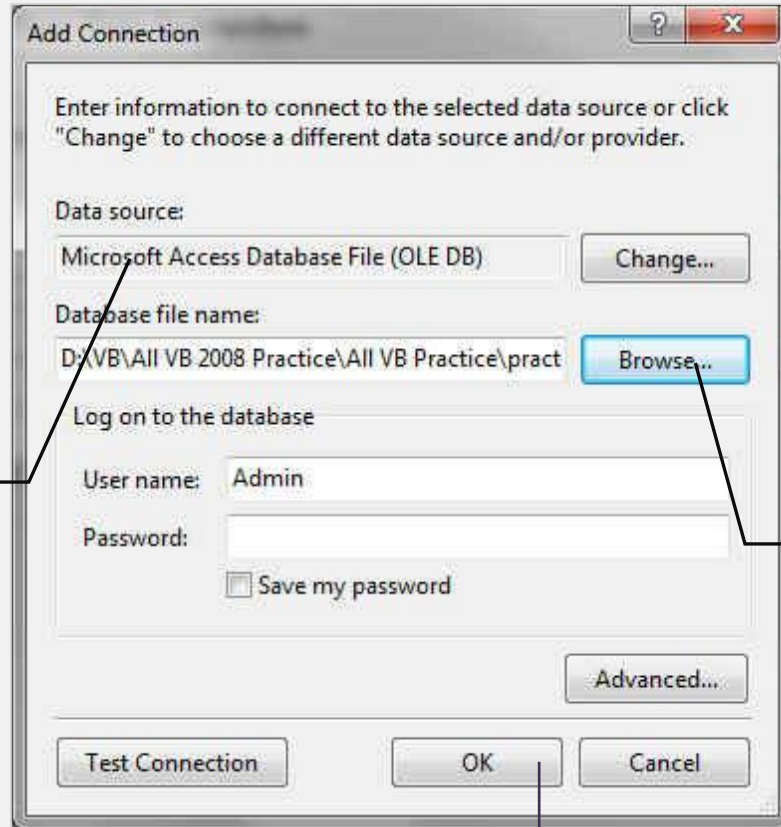 Add Connection
Enter information to connect to the selected data source or click
"Change" to choose a different data source and/or provider.
Data source:
Microsoft Access Database File (OLE DB)
Change...
Database file name:
D:\VB\All VB 2008 Practice\All VB Practice\pract
Browse...
Log on to the database
User name:
Admin
Password:
Save my password
Advanced...
Test Connection
OK
Cancel